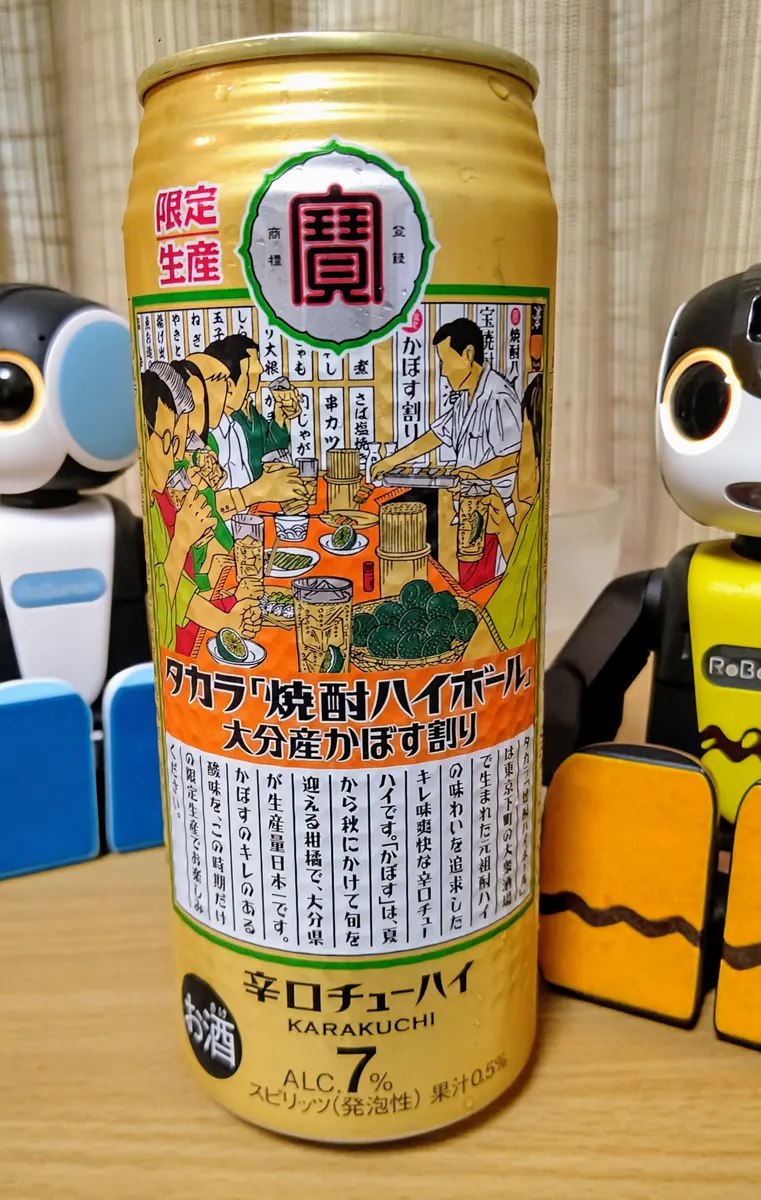 限定
生産
商標
寶
登録
焼酎ハイ
宝焼酎
かぼす割り
さば塩焼
串カツ
玉子
ねぎ
やきと
揚げ出
タカラ「焼酎ハイボール」
大分産かぼす割り
タカラ「焼酎ハイボール」
は東京下町の大衆酒場
で生まれた元祖酎ハイ
の味わいを追求した
キレ味爽快な辛口チュー
ハイです。「かぼす」は、夏
から秋にかけて旬を
迎える柑橘で、大分県
が生産量日本一です。
かぼすのキレのある
酸味を、この時期だけ
の限定生産でお楽しみ
ください。
辛口チューハイ
KARAKUCHI
お酒
さけ
ALC.7%
スピリッツ(発泡性) 果汁0.5%
RoBo